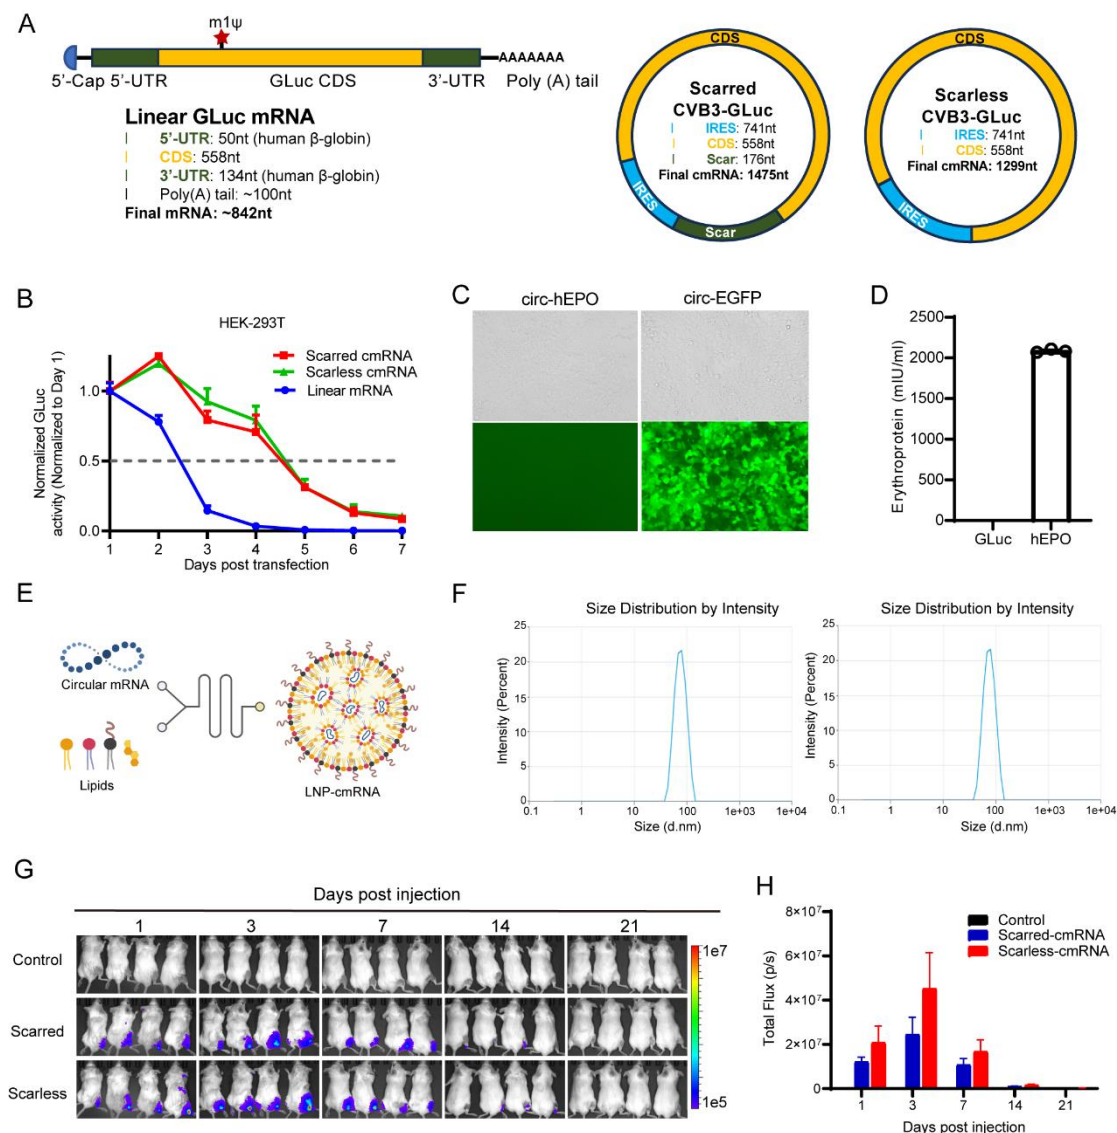 A
m1ψ
AAAAAAA
5'-Cap 5'-UTR GLuc CDS 3'-UTR Poly (A) tail
Linear GLuc mRNA
5'-UTR: 50nt (human β-globin)
CDS: 558nt
3'-UTR: 134nt (human β-globin)
Poly(A) tail: ~100nt
Final mRNA: ~842nt
CDS
Scarred
CVB3-GLuc
IRES: 741nt
CDS: 558nt
Scar: 176nt
Final cmRNA: 1475nt
IRES
Scar
CDS
Scarless
CVB3-GLuc
IRES: 741nt
CDS: 558nt
Final cmRNA: 1299nt
IRES
B
HEK-293T
Scarred cmRNA
Scarless cmRNA
Linear mRNA
Normalized GLuc
activity (Normalized to Day 1)
1.0
0.5
0.0
1 2 3 4 5 6 7
Days post transfection
C
circ-hEPO circ-EGFP
D
Erythroprotein (mIU/ml)
2500
2000
1500
1000
500
0
GLuc hEPO
E
Circular mRNA
Lipids
LNP-cmRNA
F
Size Distribution by Intensity
Intensity (Percent)
25
20
15
10
5
0
0.1 1 10 100 1e+03 1e+04
Size (d.nm)
Size Distribution by Intensity
Intensity (Percent)
25
20
15
10
5
0
0.1 1 10 100 1e+03 1e+04
Size (d.nm)
G
Days post injection
1 3 7 14 21
Control
Scarred
Scarless
1e7
1e5
H
Control
Scarred-cmRNA
Scarless-cmRNA
Total Flux (p/s)
8×10⁷
6×10⁷
4×10⁷
2×10⁷
0
1 3 7 14 21
Days post injection